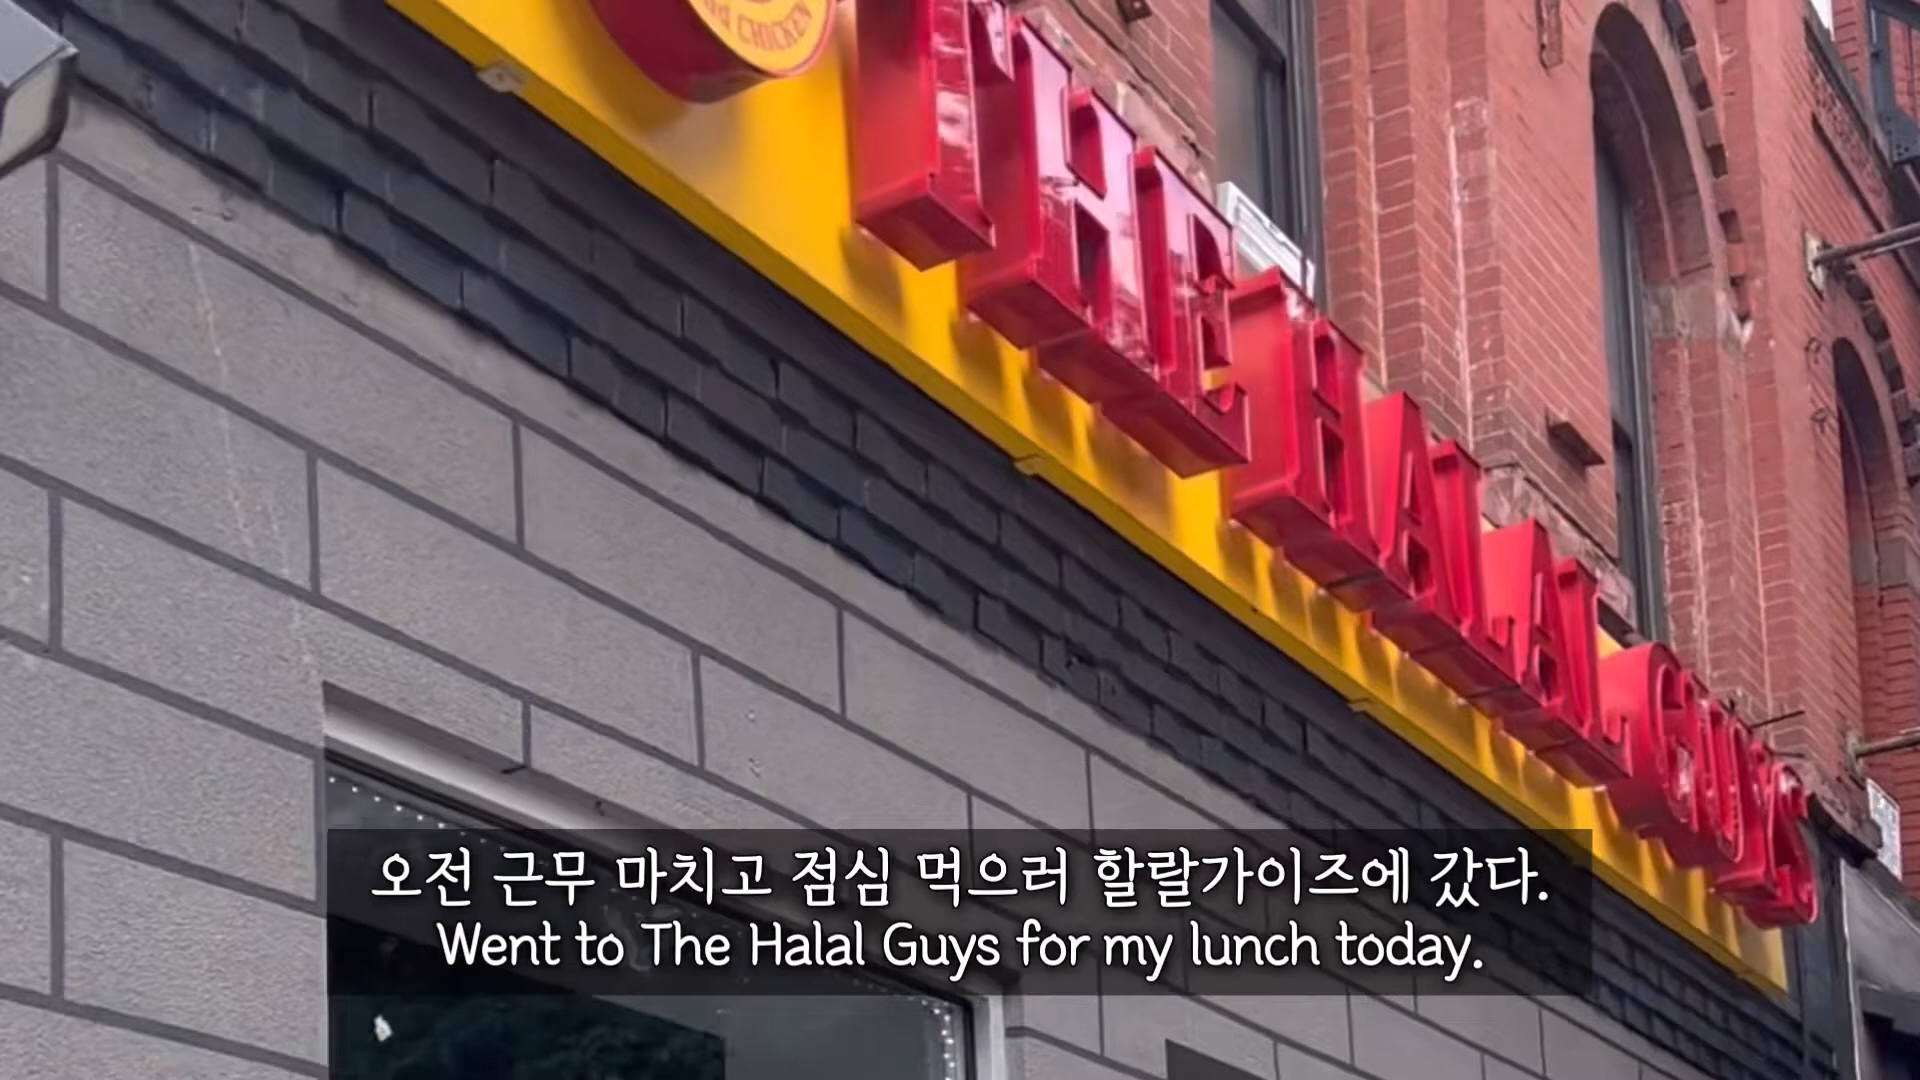 CHICKEN
THE HALAL GUYS
오전 근무 마치고 점심 먹으러 할랄가이즈에 갔다.
Went to The Halal Guys for my lunch today.